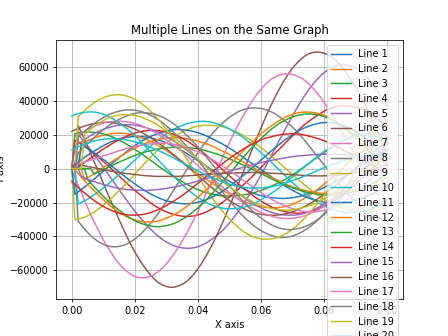 Multiple Lines on the Same Graph
60000
40000
20000
0
−20000
−40000
−60000
0.00
0.02
0.04
0.06
X axis
Line 1
Line 2
Line 3
Line 4
Line 5
Line 6
Line 7
Line 8
Line 9
Line 10
Line 11
Line 12
Line 13
Line 14
Line 15
Line 16
Line 17
Line 18
Line 19
Line 20